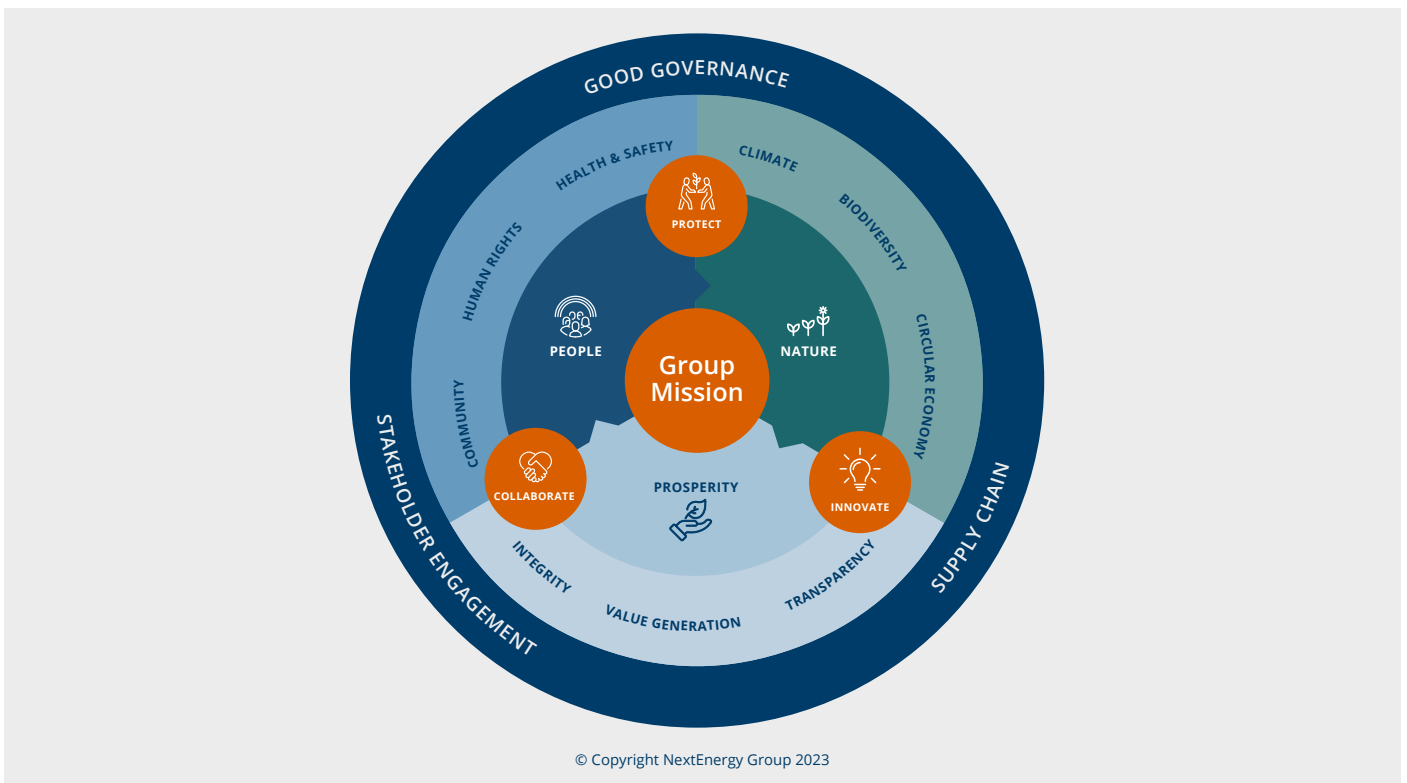 GOOD GOVERNANCE
HEALTH & SAFETY
CLIMATE
BIODIVERSITY
HUMAN RIGHTS
PROTECT
CIRCULAR ECONOMY
PEOPLE
NATURE
Group
Mission
COMMUNITY
STAKEHOLDER ENGAGEMENT
SUPPLY CHAIN
COLLABORATE
PROSPERITY
INNOVATE
INTEGRITY
VALUE GENERATION
TRANSPARENCY
© Copyright NextEnergy Group 2023